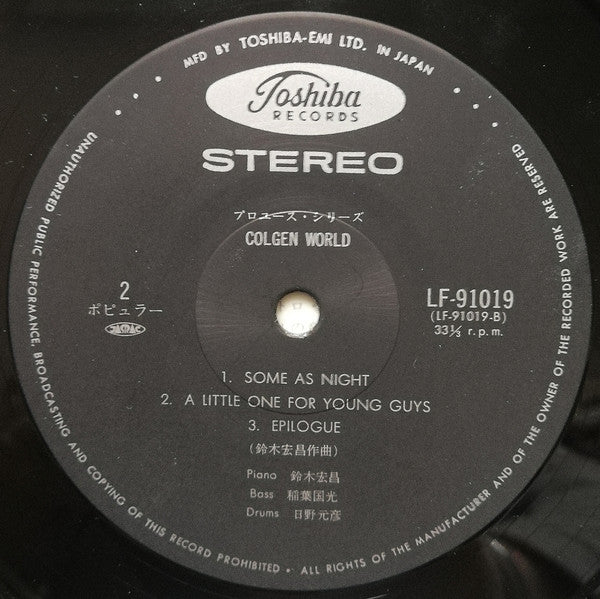 MFD BY TOSHIBA-EMI LTD. IN JAPAN
Toshiba
RECORDS
STEREO
プロユース・シリーズ
COLGEN WORLD
2
ポピュラー
JASRAC
LF-91019
(LF-91019-B)
33⅓ r.p.m.
1. SOME AS NIGHT
2. A LITTLE ONE FOR YOUNG GUYS
3. EPILOGUE
(鈴木宏昌作曲)
Piano 鈴木宏昌
Bass 稲葉国光
Drums 日野元彦
UNAUTHORIZED PUBLIC PERFORMANCE, BROADCASTING AND COPYING OF THIS RECORD PROHIBITED • ALL RIGHTS OF THE MANUFACTURER AND OF THE OWNER OF THE RECORDED WORK ARE RESERVED